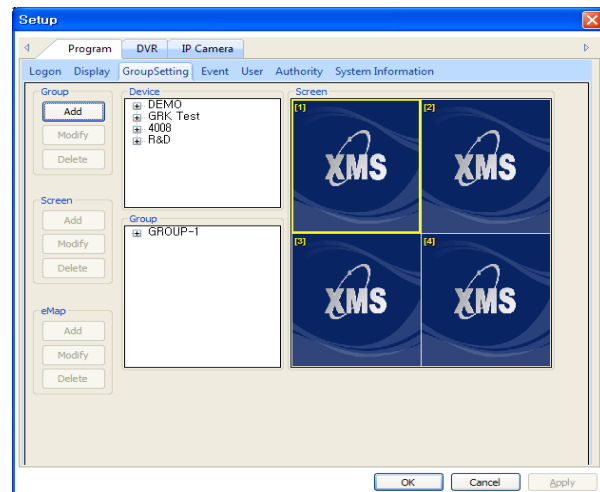 Setup
Program DVR IP Camera
Logon Display GroupSetting Event User Authority System Information
Group
Add
Modify
Delete
Screen
Add
Modify
Delete
eMap
Add
Modify
Delete
Device
DEMO
GRK Test
4008
R&D
Group
GROUP-1
Screen
[1] [2]
XMS XMS
[3] [4]
XMS XMS
OK Cancel Apply